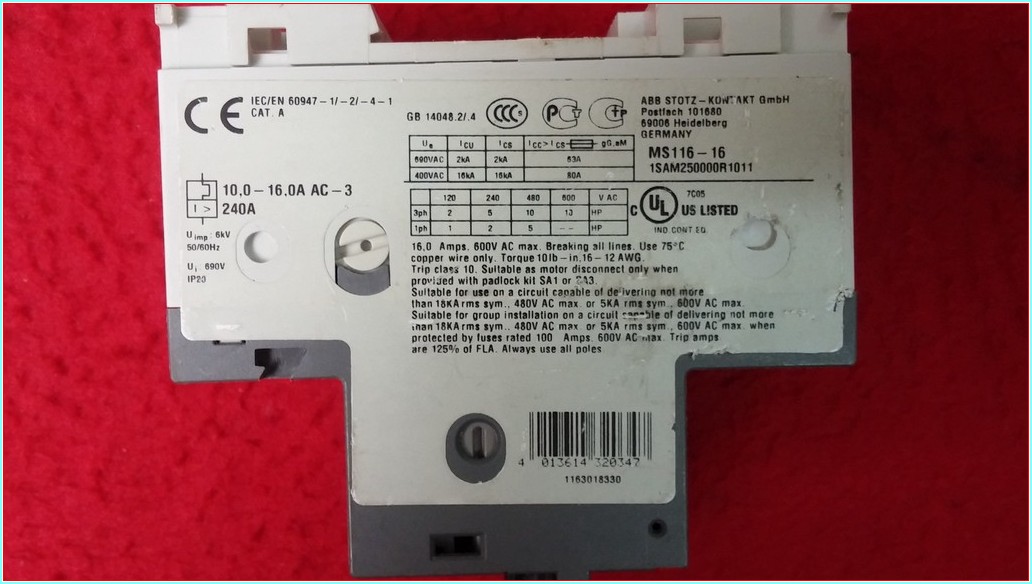 CE
IEC/EN 60947-1/-2/-4-1
CAT. A
GB 14048.2/.4
CCC S
ABB STOTZ-KONTAKT GmbH
Postfach 101680
69006 Heidelberg
GERMANY
MS116-16
1SAM250000R1011
Ue ICU ICS ICC>ICS gG,aM
690VAC 2kA 2kA 63A
400VAC 16kA 16kA 80A
I >
10,0-16.0A AC-3
240A
120 240 480 600 V AC
3ph 2 5 10 HP
1ph 1 2 5 -- HP
C UL US LISTED
7C05
IND.CONT.EQ.
Uimp: 6kV
50/60Hz
Ui 690V
IP20
16,0 Amps. 600V AC max. Breaking all lines. Use 75°C
copper wire only. Torque 10lb-in,16-12 AWG.
Trip class 10. Suitable as motor disconnect only when
provided with padlock kit SA1 or SA3.
Suitable for use on a circuit capable of delivering not more
than 18KA rms sym., 480V AC max. or 5KA rms sym., 600V AC max.
Suitable for group installation on a circuit capable of delivering not more
than 18KA rms sym., 480V AC max. or 5KA rms sym., 600V AC max. when
protected by fuses rated 100 Amps. 600V AC max. Trip amps
are 125% of FLA. Always use all poles.
4 013614 320347
1163018330